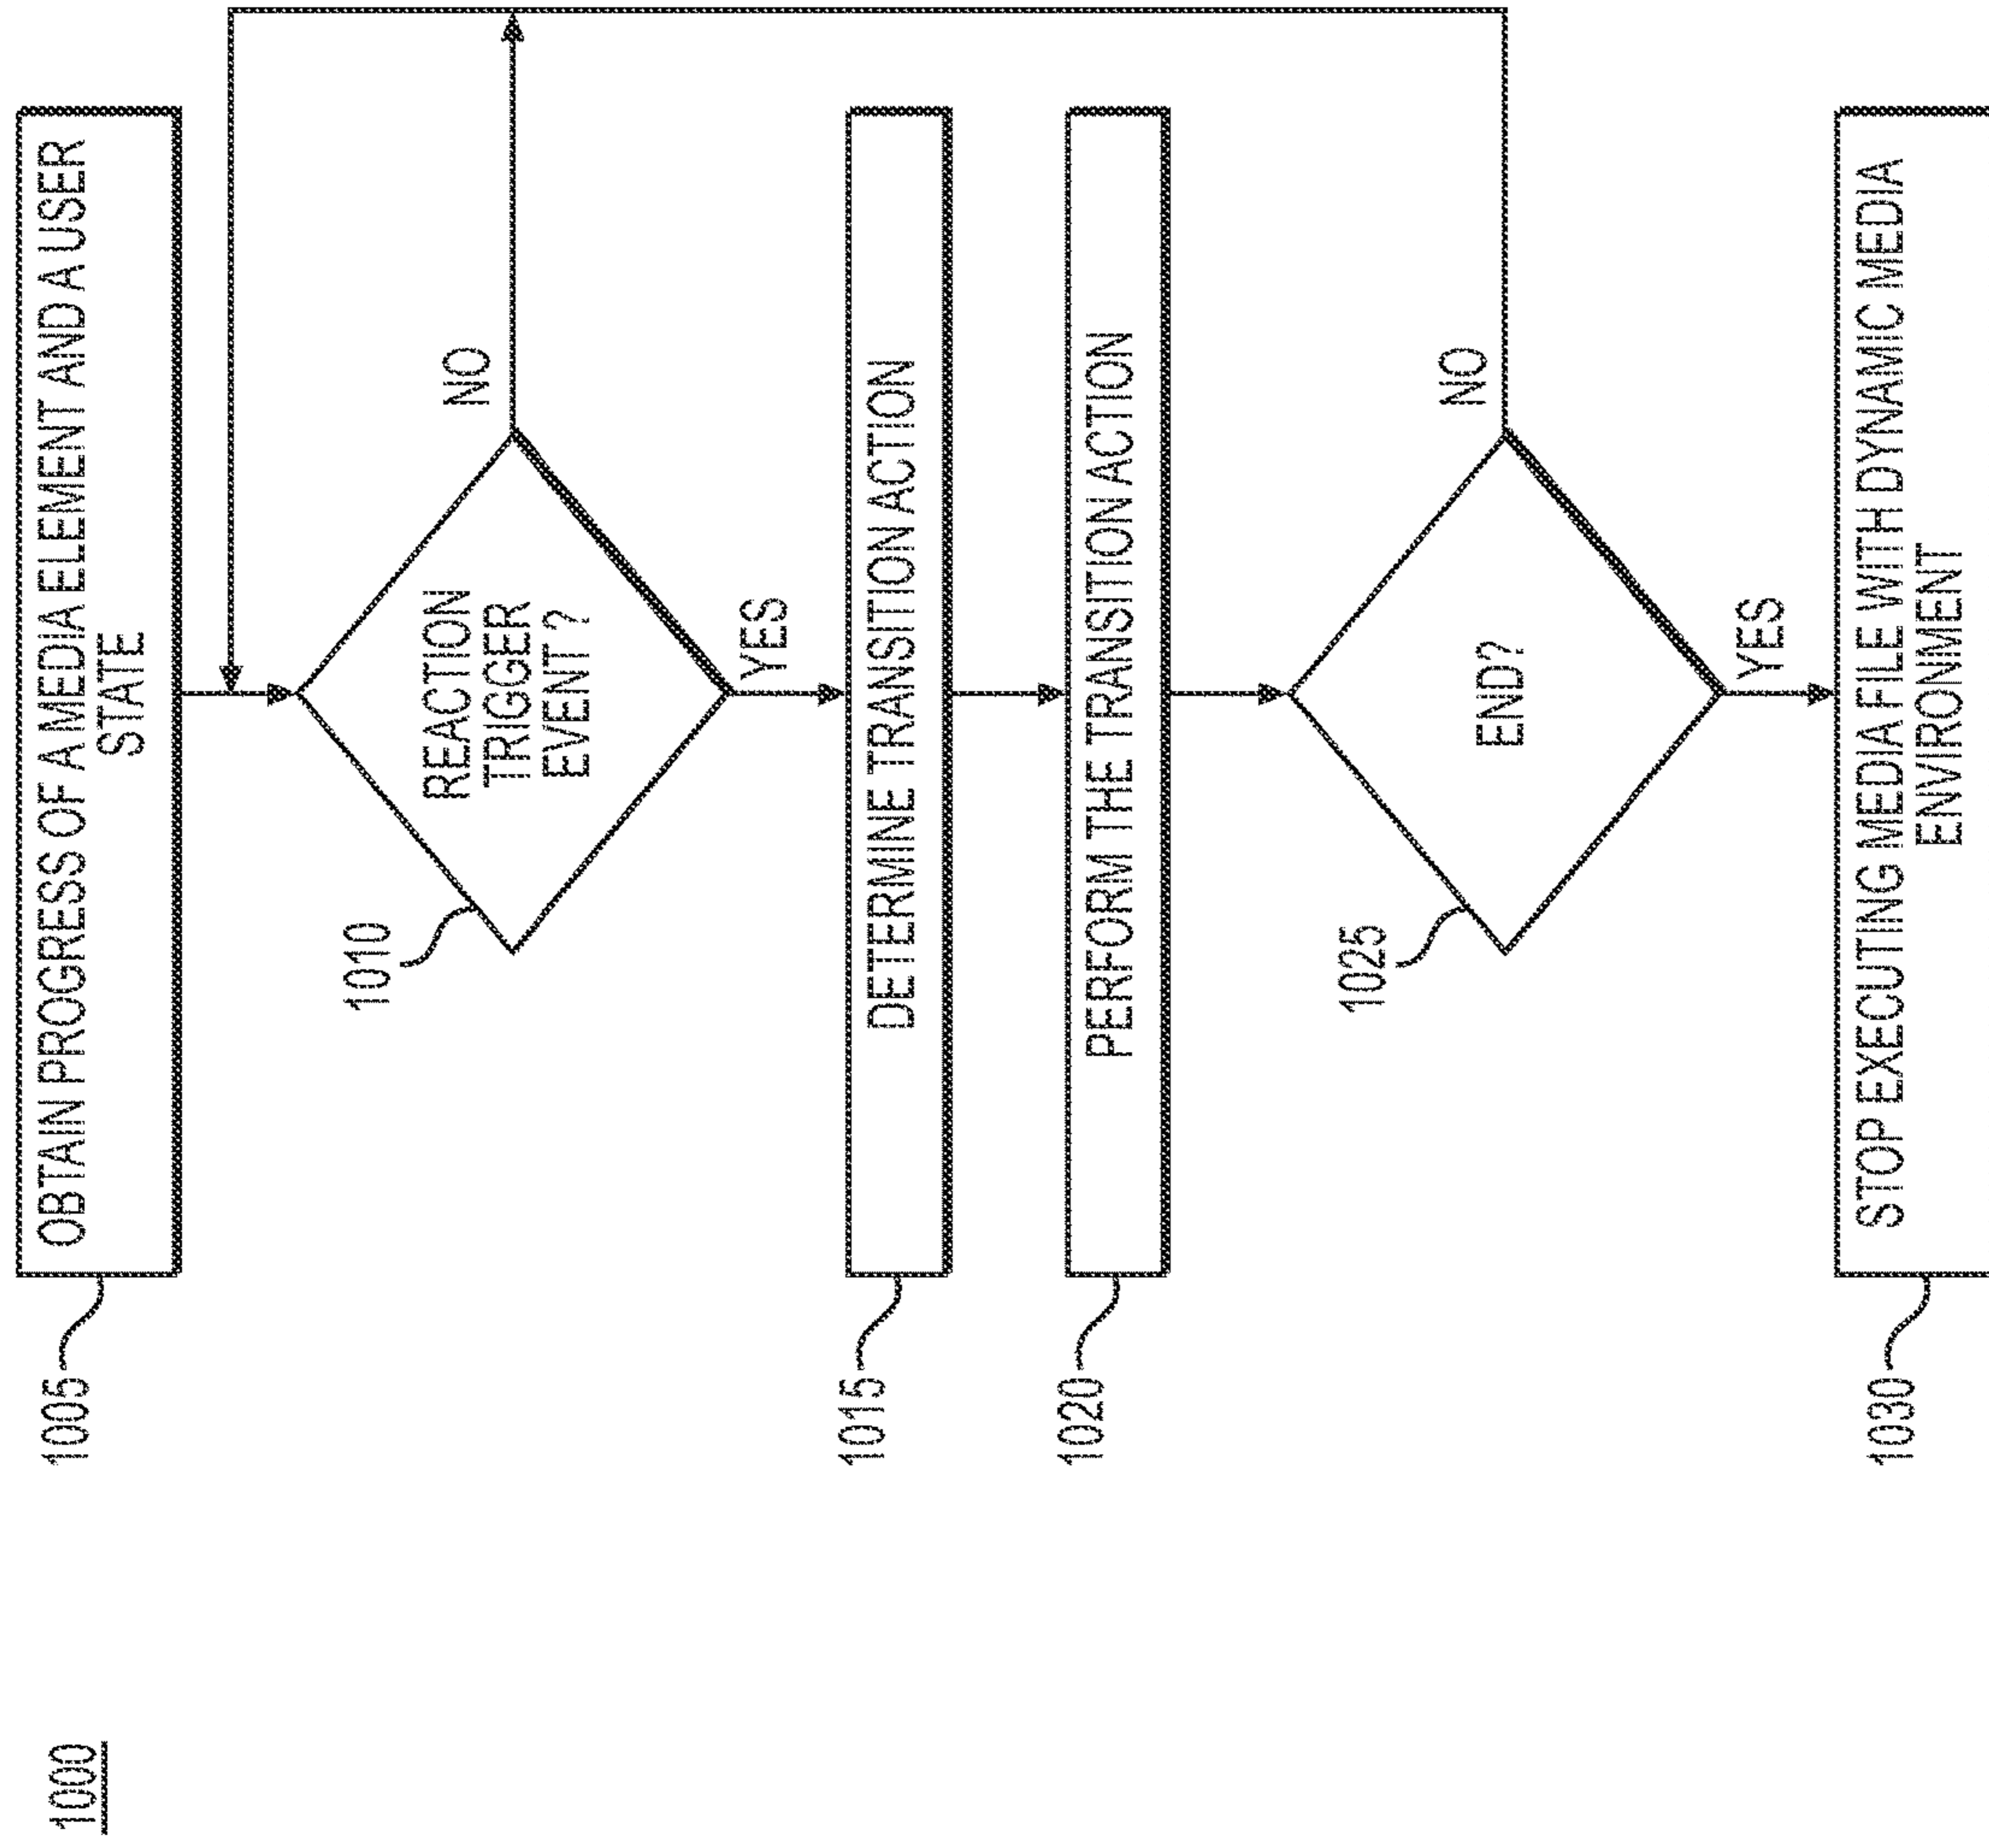 1000
1005
OBTAIN PROGRESS OF A MEDIA ELEMENT AND A USER
STATE
1010
REACTION
TRIGGER
EVENT?
NO
YES
1015
DETERMINE TRANSITION ACTION
1020
PERFORM THE TRANSITION ACTION
1025
END?
NO
YES
1030
STOP EXECUTING MEDIA FILE WITH DYNAMIC MEDIA
ENVIRONMENT